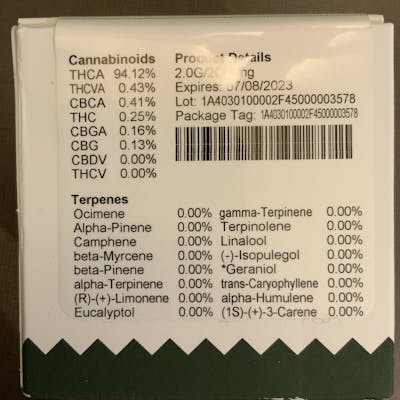 Cannabinoids
THCA 94.12%
THCVA 0.43%
CBCA 0.41%
THC 0.25%
CBGA 0.16%
CBG 0.13%
CBDV 0.00%
THCV 0.00%
Product Details
Expires: 07/08/2023
Lot: 1A4030100002F45000003578
Package Tag: 1A4030100002F45000003578
Terpenes
Ocimene 0.00% gamma-Terpinene 0.00%
Alpha-Pinene 0.00% Terpinolene 0.00%
Camphene 0.00% Linalool 0.00%
beta-Myrcene 0.00% (-)-Isopulegol 0.00%
beta-Pinene 0.00% *Geraniol 0.00%
alpha-Terpinene 0.00% trans-Caryophyllene 0.00%
(R)-(+)-Limonene 0.00% alpha-Humulene 0.00%
Eucalyptol 0.00% (1S)-(+)-3-Carene 0.00%